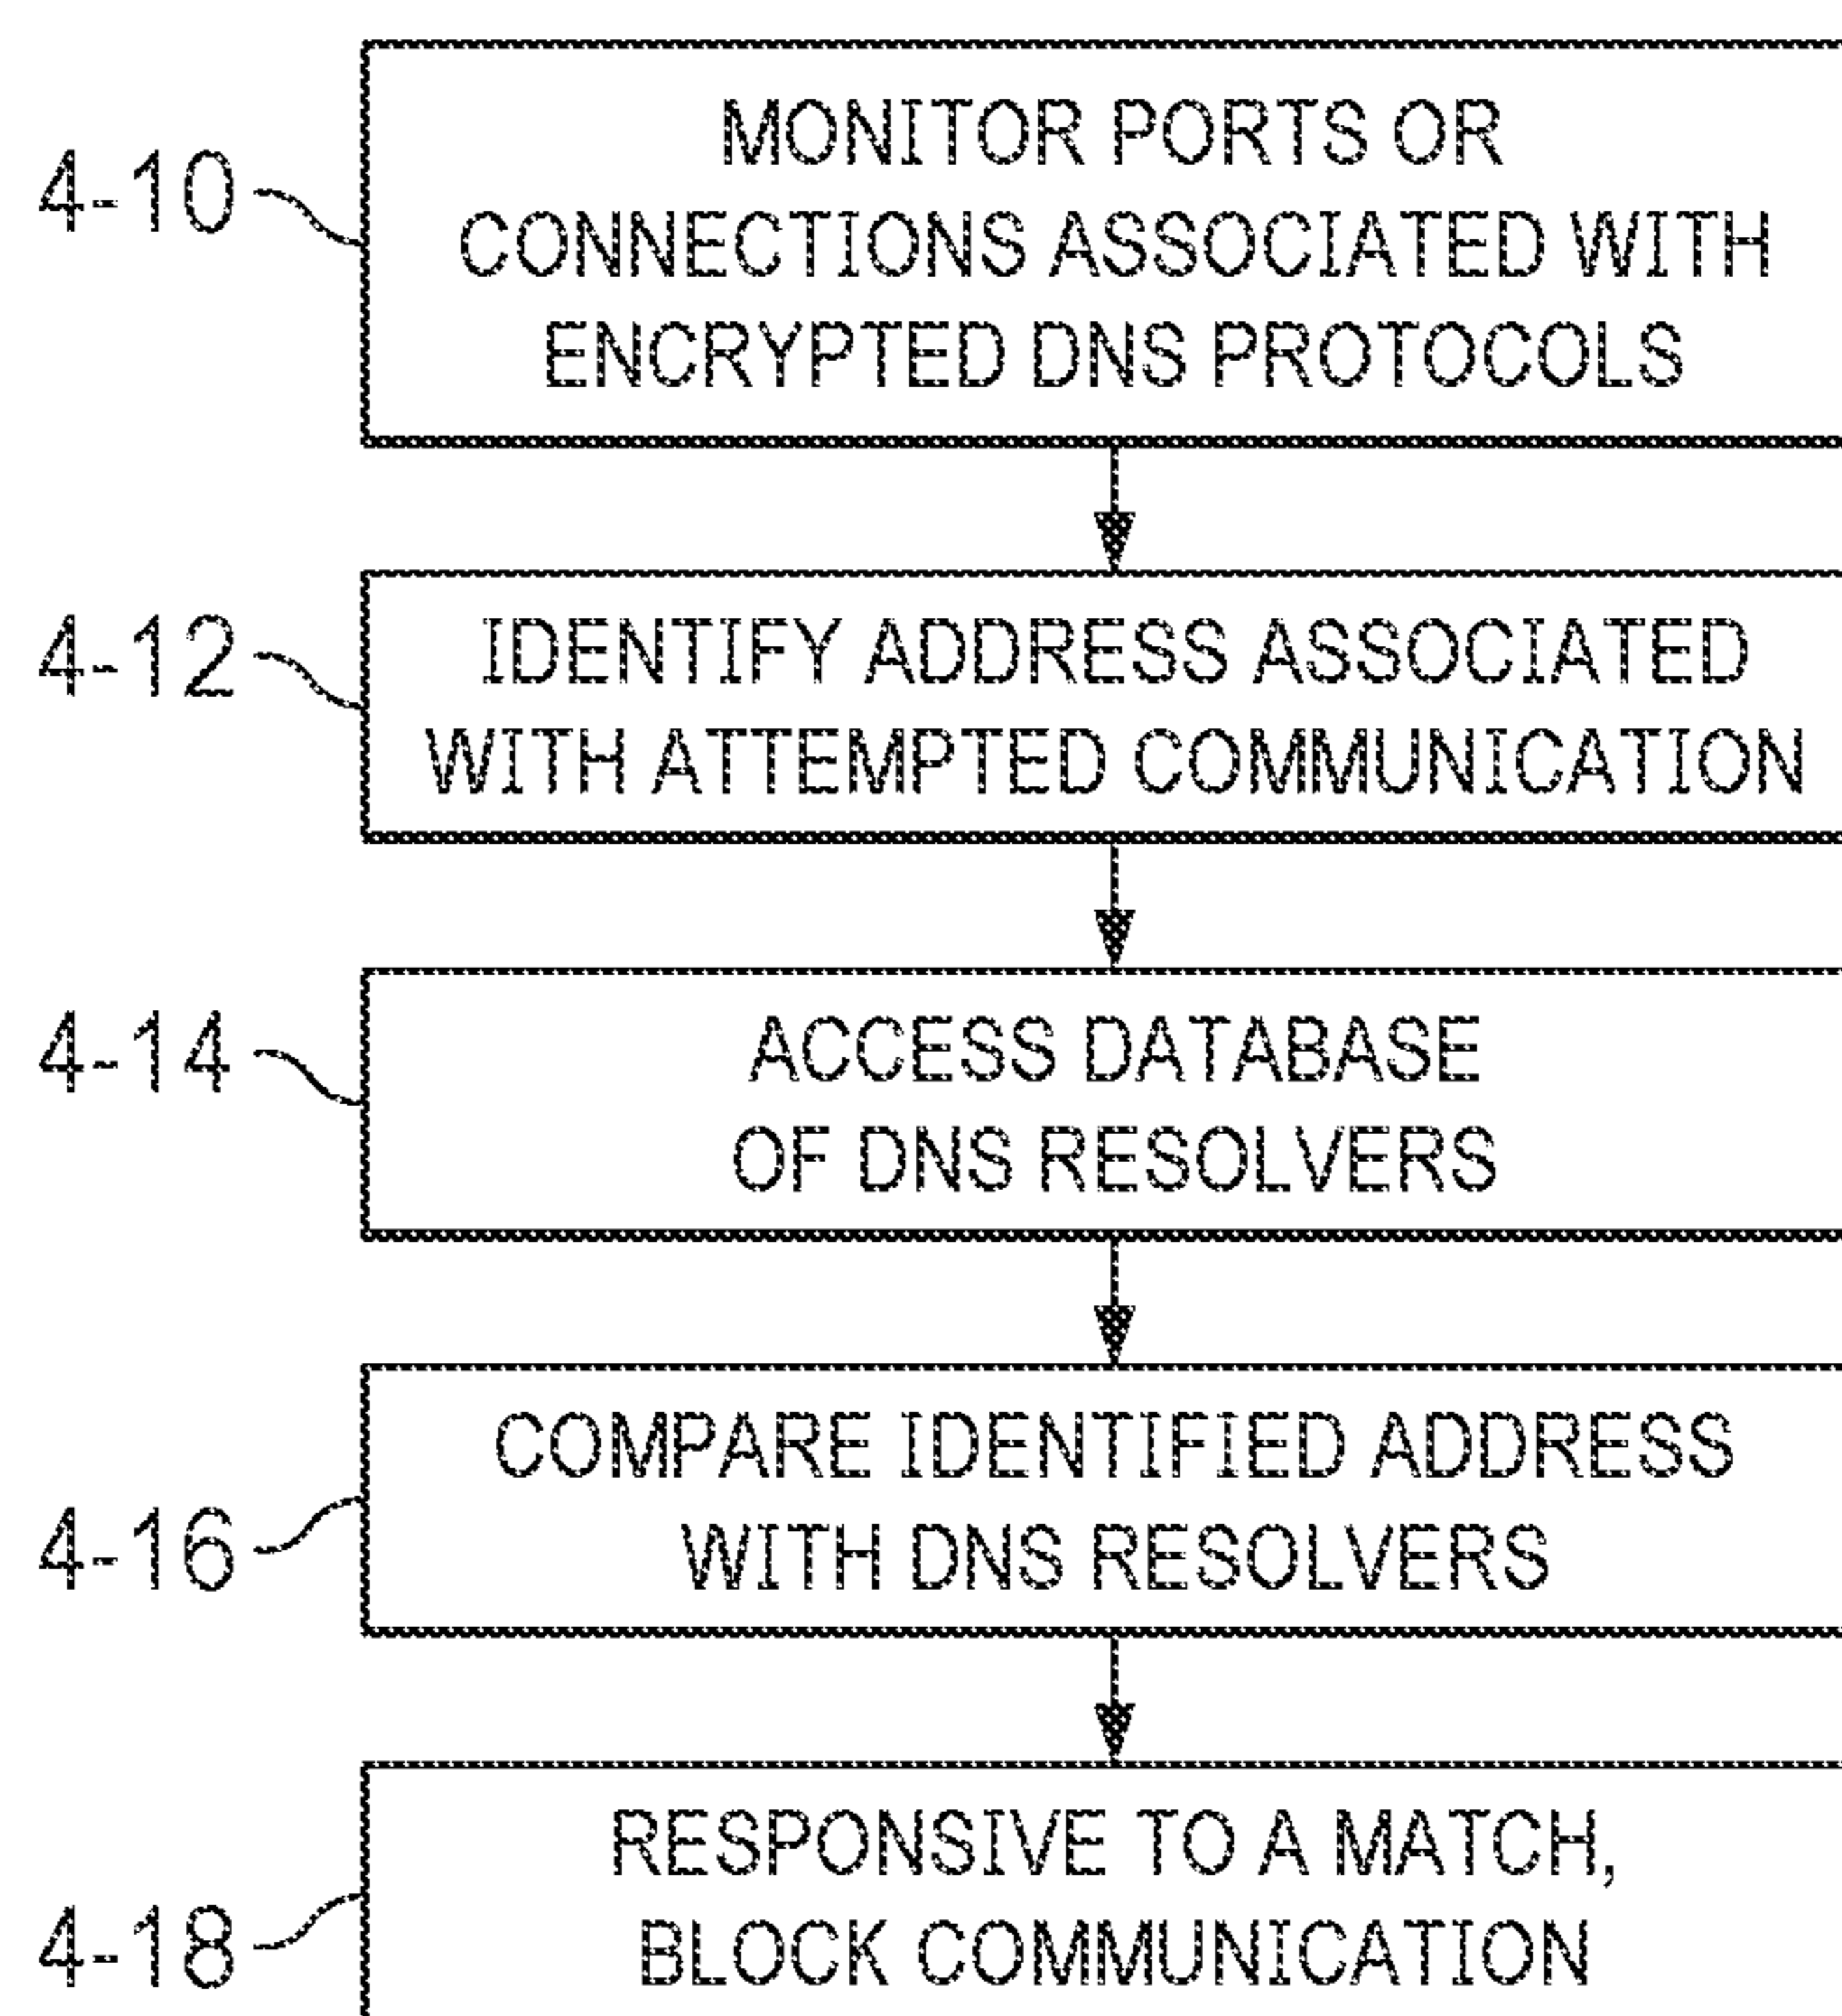 MONITOR PORTS OR
4-10
CONNECTIONS ASSOCIATED WITH
ENCRYPTED DNS PROTOCOLS
4-12
IDENTIFY ADDRESS ASSOCIATED
WITH ATTEMPTED COMMUNICATION
4-14
ACCESS DATABASE
OF DNS RESOLVERS
COMPARE IDENTIFIED ADDRESS
4-16
WITH DNS RESOLVERS
RESPONSIVE TO A MATCH,
4-18
BLOCK COMMUNICATION